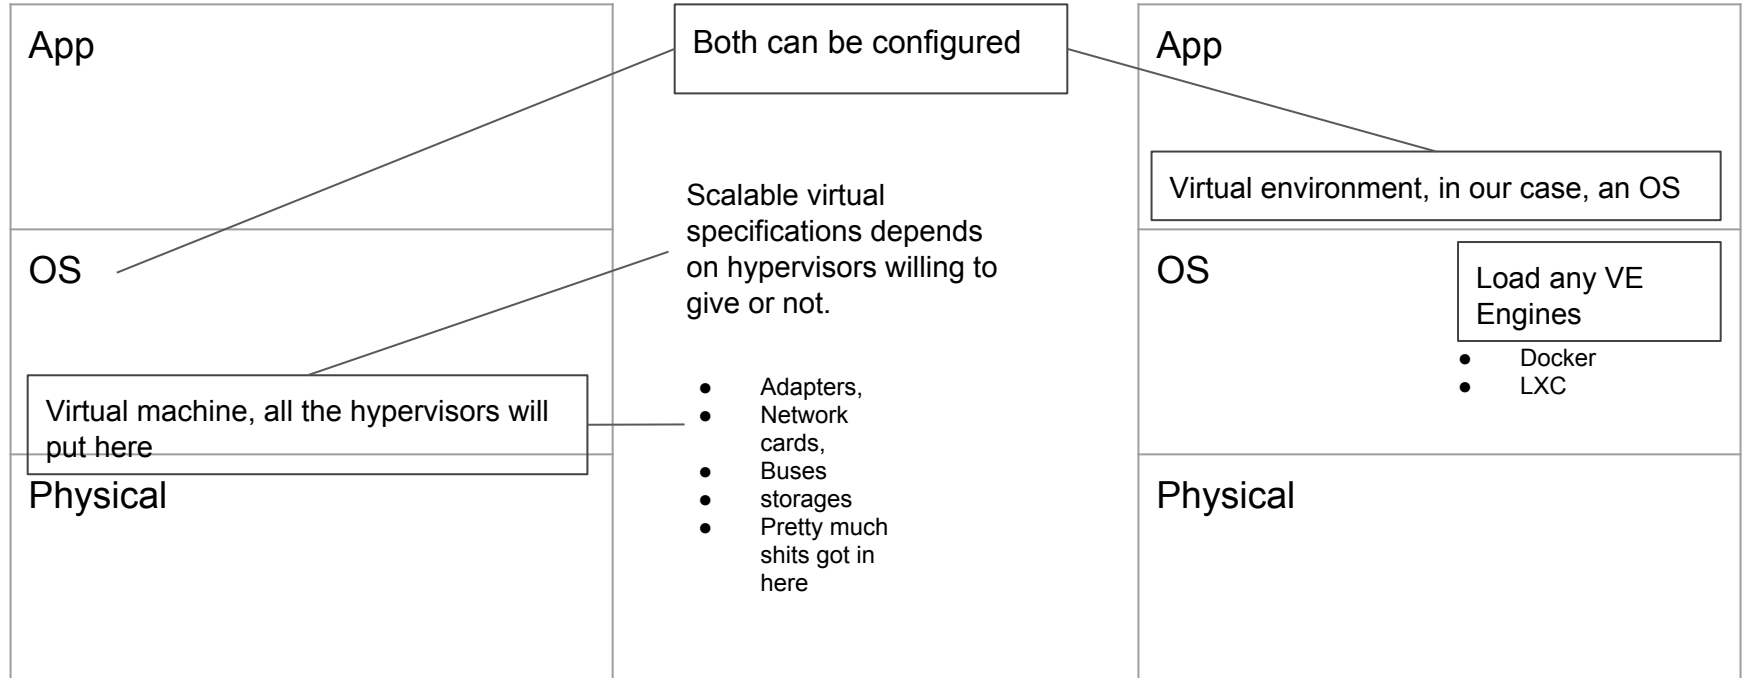 App
OS
Virtual machine, all the hypervisors will
put here
Physical
Both can be configured
Scalable virtual
specifications depends
on hypervisors willing to
give or not.
● Adapters,
● Network
cards,
● Buses
● storages
● Pretty much
shits got in
here
App
Virtual environment, in our case, an OS
OS
Load any VE
Engines
● Docker
● LXC
Physical